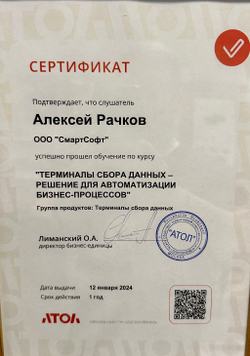 СЕРТИФИКАТ
Подтверждает, что слушатель
Алексей Рачков
ООО "СмартСофт"
успешно прошел обучение по курсу
"ТЕРМИНАЛЫ СБОРА ДАННЫХ –
РЕШЕНИЕ ДЛЯ АВТОМАТИЗАЦИИ
БИЗНЕС-ПРОЦЕССОВ"
Группа продуктов: Терминалы сбора данных
Лиманский О.А.
директор бизнес-единицы
"АТОЛ"
Дата выдачи 12 января 2024
Срок действия 1 год
АТОЛ